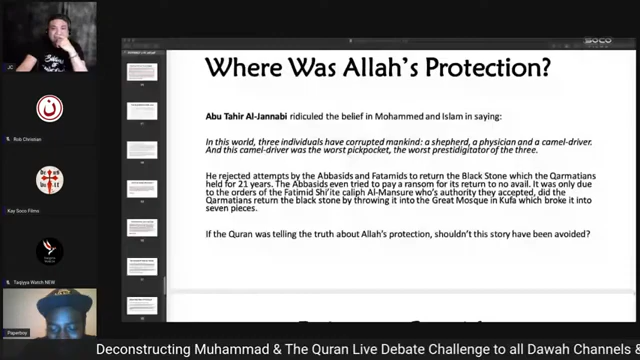 JC
Rob Christian
Kay Soco Films
Taqiyya Watch NEW
Paperboy
SOCO
Where Was Allah's Protection?
Abu Tahir Al-Jannabi ridiculed the belief in Mohammed and Islam in saying:
In this world, three individuals have corrupted mankind: a shepherd, a physician and a camel-driver.
And this camel-driver was the worst pickpocket, the worst prestidigitator of the three.
He rejected attempts by the Abbasids and Fatamids to return the Black Stone which the Qarmatians
held for 21 years. The Abbasids even tried to pay a ransom for its return to no avail. It was only due
to the orders of the Fatimid Shi'ite caliph Al-Mansure who's authority they accepted, did the
Qarmatians return the black stone by throwing it into the Great Mosque in Kufa which broke it into
seven pieces.
If the Quran was telling the truth about Allah's protection, shouldn't this story have been avoided?
Deconstructing Muhammad & The Quran Live Debate Challenge to all Dawah Channels &